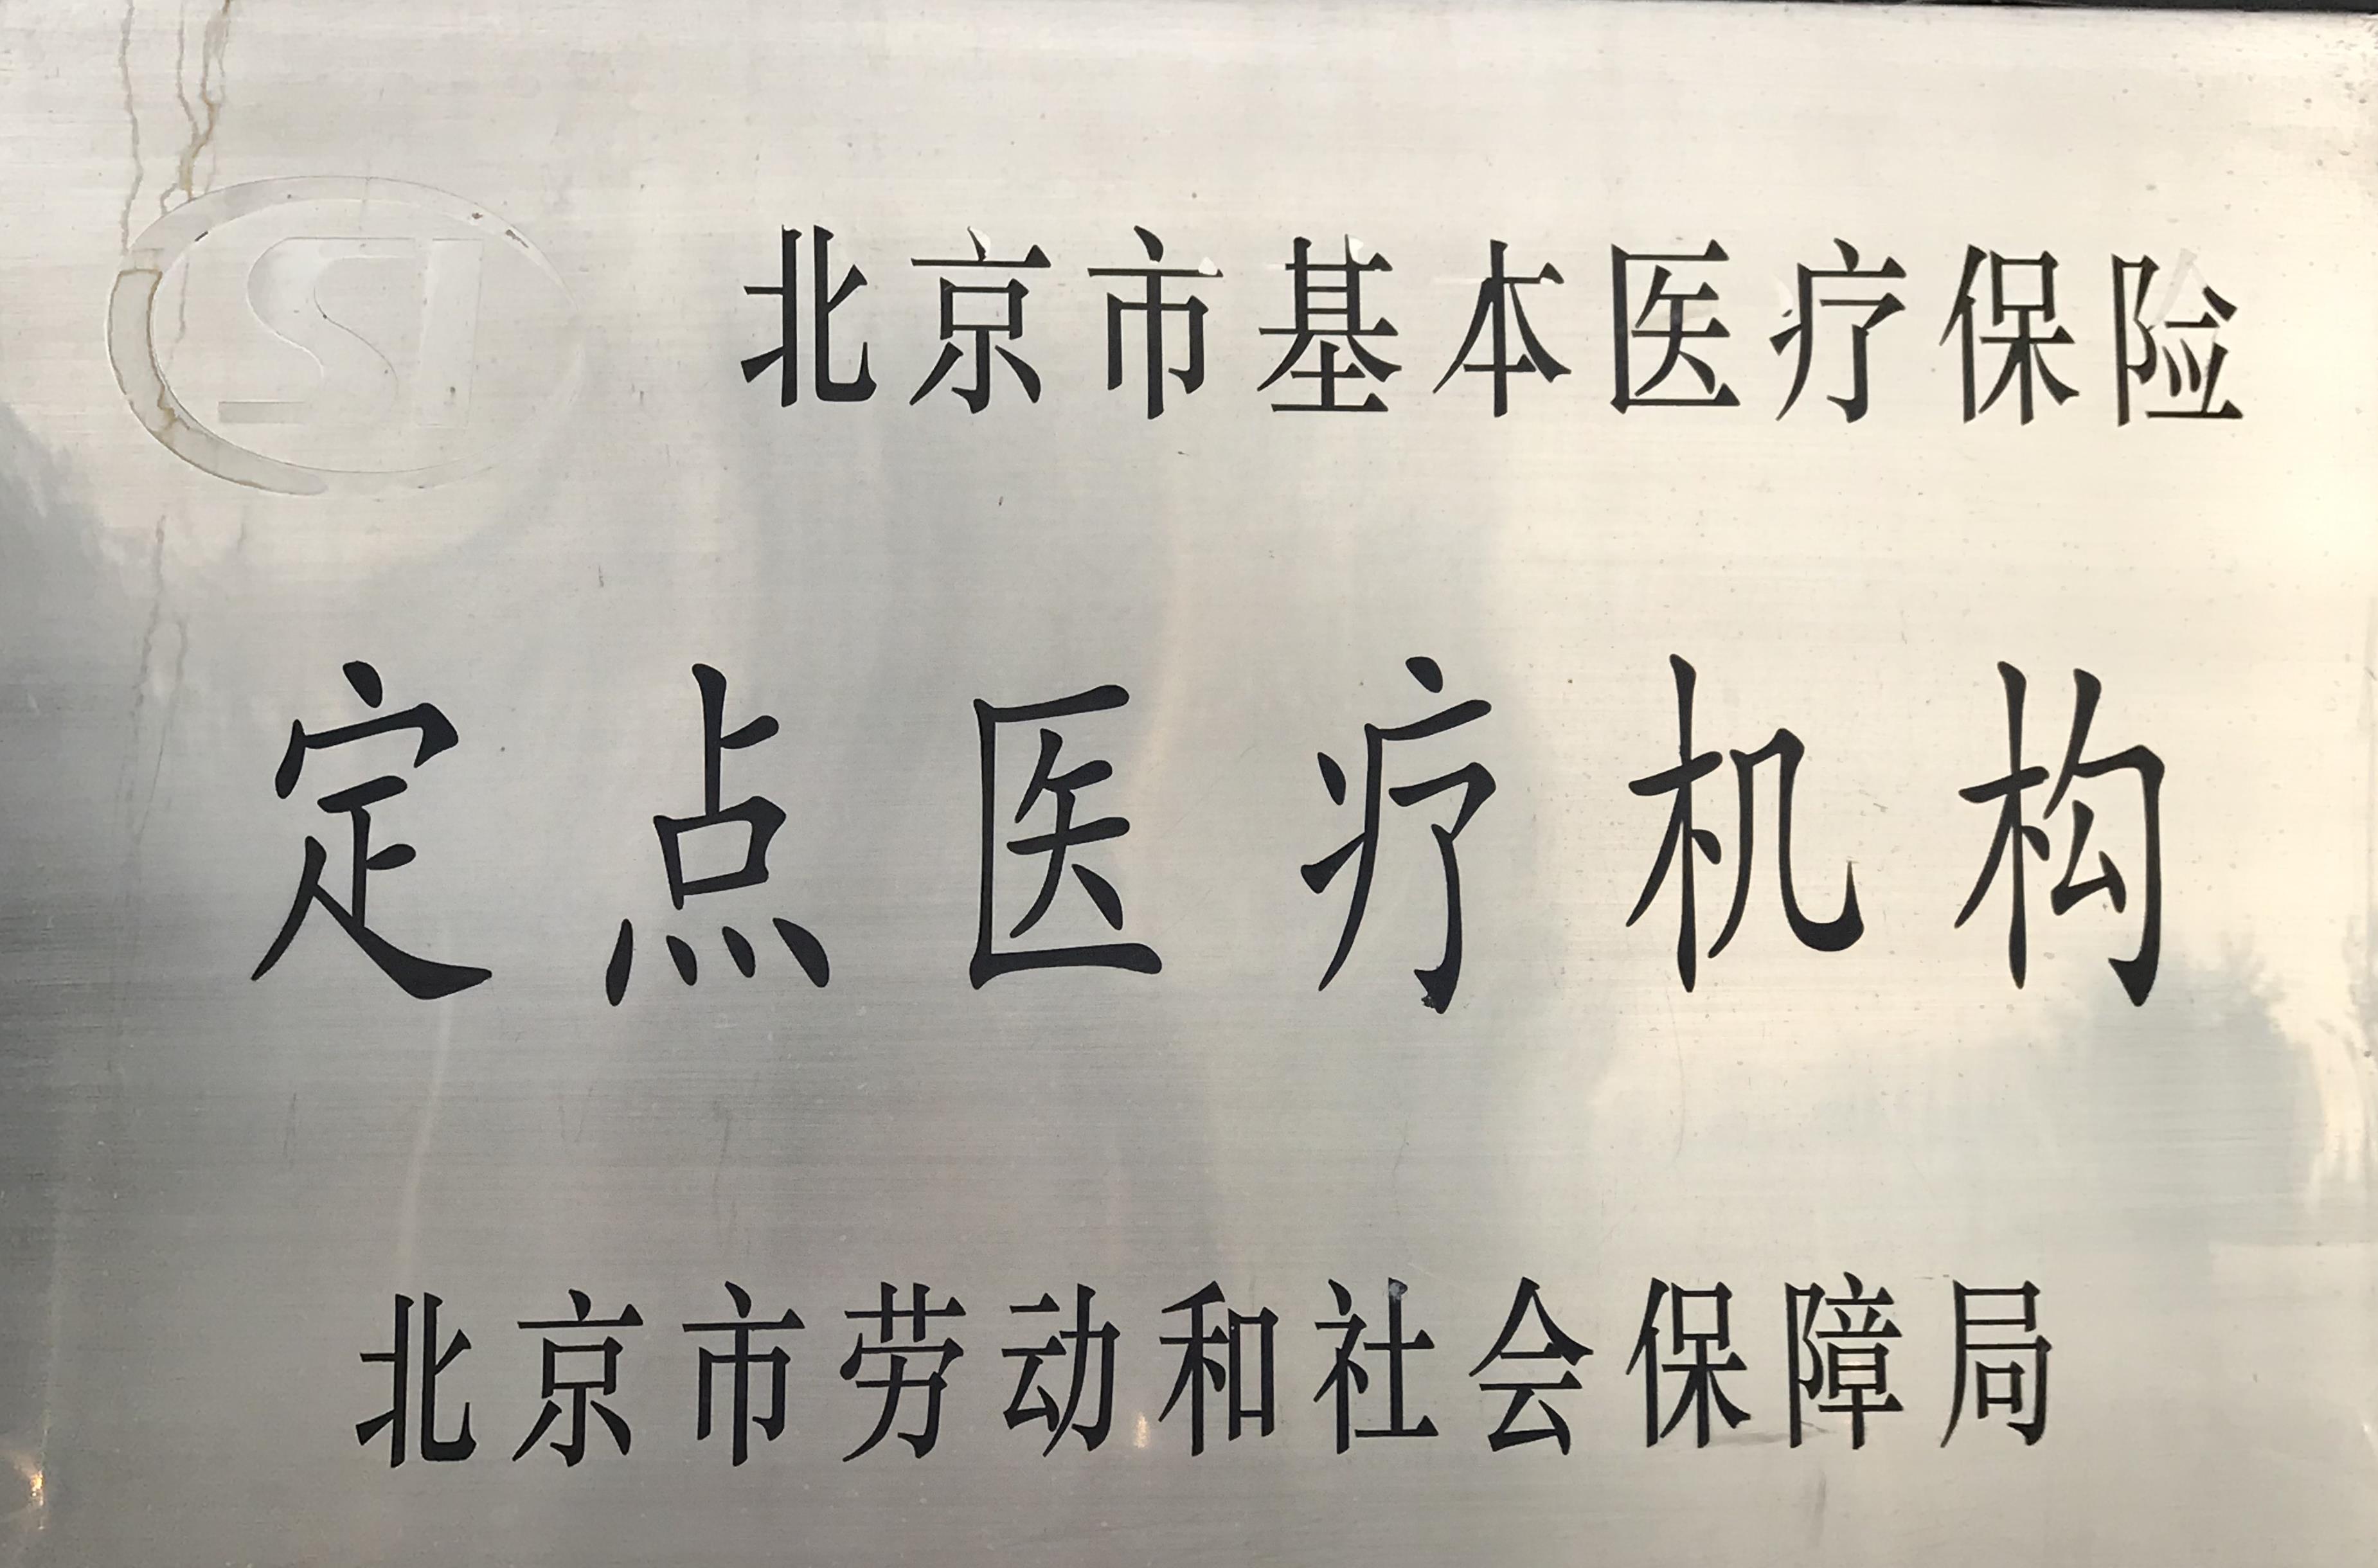 SI
北京市基本医疗保险
定点医疗机构
北京市劳动和社会保障局